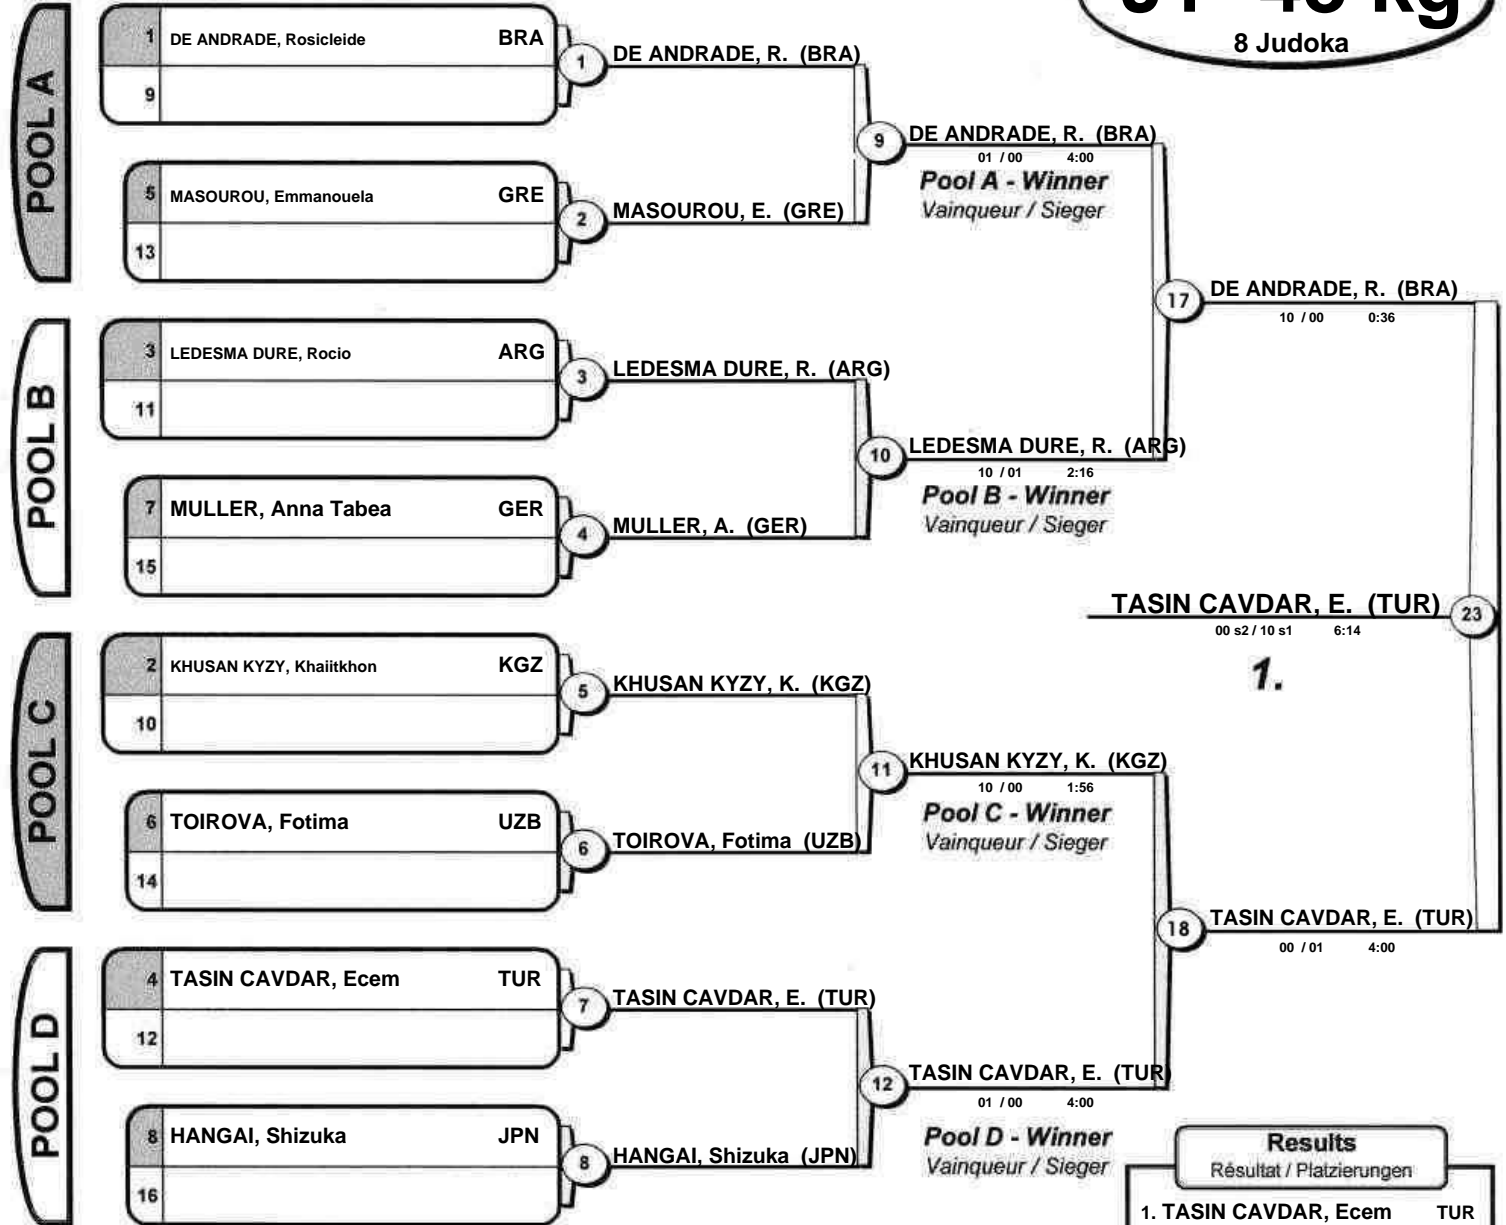 8 Judoka
POOL A
1 DE ANDRADE, Rosicleide BRA
9
1
DE ANDRADE, R. (BRA)
5 MASOUROU, Emmanouela GRE
13
2
MASOUROU, E. (GRE)
9
DE ANDRADE, R. (BRA)
01 / 00 4:00
Pool A - Winner
Vainqueur / Sieger
POOL B
3 LEDESMA DURE, Rocio ARG
11
3
LEDESMA DURE, R. (ARG)
7 MULLER, Anna Tabea GER
15
4
MULLER, A. (GER)
10
LEDESMA DURE, R. (ARG)
10 / 01 2:16
Pool B - Winner
Vainqueur / Sieger
17
DE ANDRADE, R. (BRA)
10 / 00 0:36
TASIN CAVDAR, E. (TUR)
23
00 s2 / 10 s1 6:14
1.
POOL C
2 KHUSAN KYZY, Khaiitkhon KGZ
10
5
KHUSAN KYZY, K. (KGZ)
6 TOIROVA, Fotima UZB
14
6
TOIROVA, Fotima (UZB)
11
KHUSAN KYZY, K. (KGZ)
10 / 00 1:56
Pool C - Winner
Vainqueur / Sieger
POOL D
4 TASIN CAVDAR, Ecem TUR
12
7
TASIN CAVDAR, E. (TUR)
8 HANGAI, Shizuka JPN
16
8
HANGAI, Shizuka (JPN)
12
TASIN CAVDAR, E. (TUR)
01 / 00 4:00
Pool D - Winner
Vainqueur / Sieger
18
TASIN CAVDAR, E. (TUR)
00 / 01 4:00
Results
Résultat / Platzierungen
1. TASIN CAVDAR, Ecem TUR